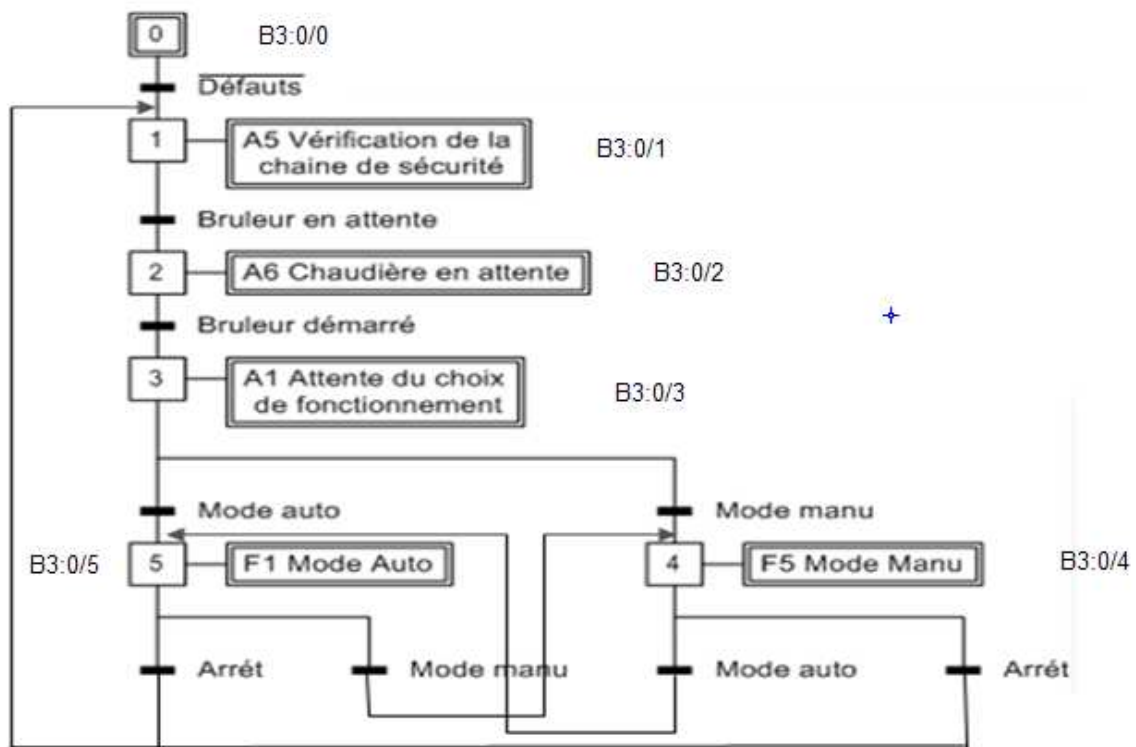 0
B3:0/0
Défauts
1
A5 Vérification de la
chaine de sécurité
B3:0/1
Bruleur en attente
2
A6 Chaudière en attente
B3:0/2
Bruleur démarré
3
A1 Attente du choix
de fonctionnement
B3:0/3
Mode auto
Mode manu
B3:0/5
5
F1 Mode Auto
4
F5 Mode Manu
B3:0/4
Arrét
Mode manu
Mode auto
Arrét